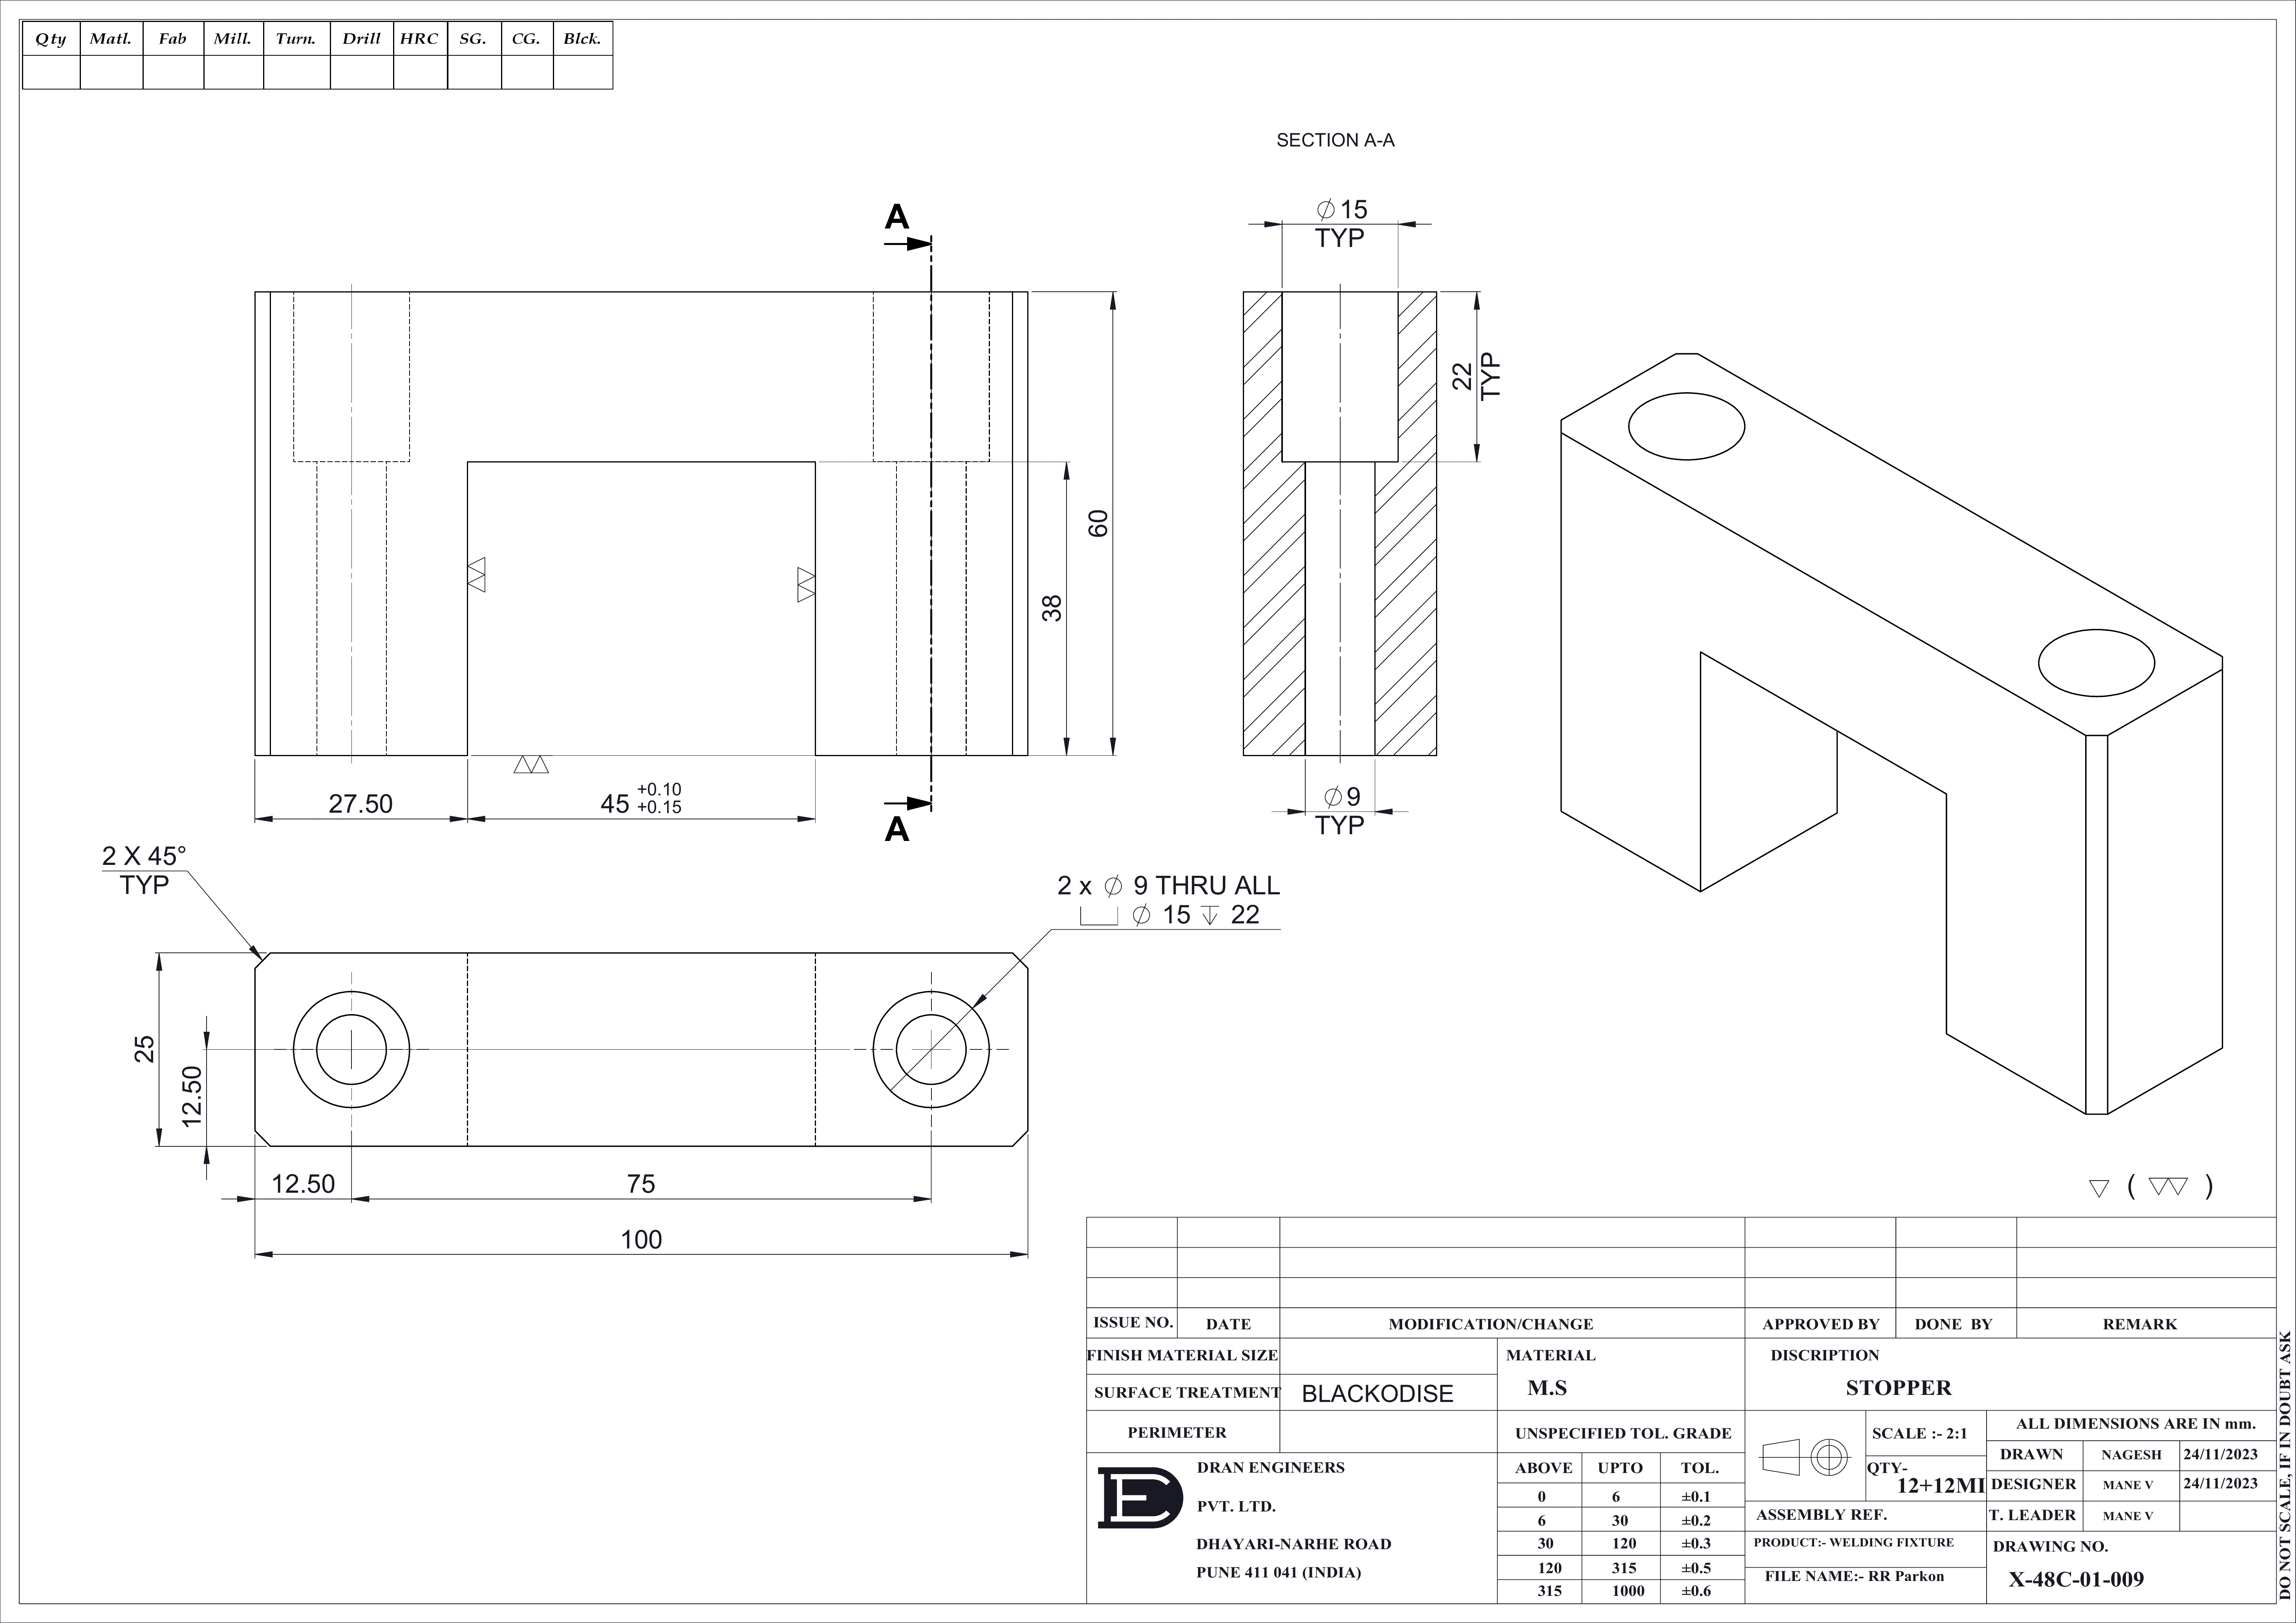 Qty Matl. Fab Mill. Turn. Drill HRC SG. CG. Blck.
SECTION A-A
A
⌀15
TYP
22
TYP
60
38
27.50
45 +0.10
+0.15
A
⌀9
TYP
2 X 45°
TYP
2 x ⌀ 9 THRU ALL
⌴ ⌀ 15 ↧ 22
25
12.50
12.50
75
100
( )
ISSUE NO. DATE MODIFICATION/CHANGE APPROVED BY DONE BY REMARK
FINISH MATERIAL SIZE
SURFACE TREATMENT BLACKODISE
PERIMETER
MATERIAL
M.S
DISCRIPTION
STOPPER
UNSPECIFIED TOL. GRADE
ABOVE UPTO TOL.
0 6 ±0.1
6 30 ±0.2
30 120 ±0.3
120 315 ±0.5
315 1000 ±0.6
DE
DRAN ENGINEERS
PVT. LTD.
DHAYARI-NARHE ROAD
PUNE 411 041 (INDIA)
SCALE :- 2:1
QTY-
12+12MI
ALL DIMENSIONS ARE IN mm.
DRAWN NAGESH 24/11/2023
DESIGNER MANE V 24/11/2023
T. LEADER MANE V
ASSEMBLY REF.
PRODUCT:- WELDING FIXTURE
FILE NAME:- RR Parkon
DRAWING NO.
X-48C-01-009
DO NOT SCALE, IF IN DOUBT ASK